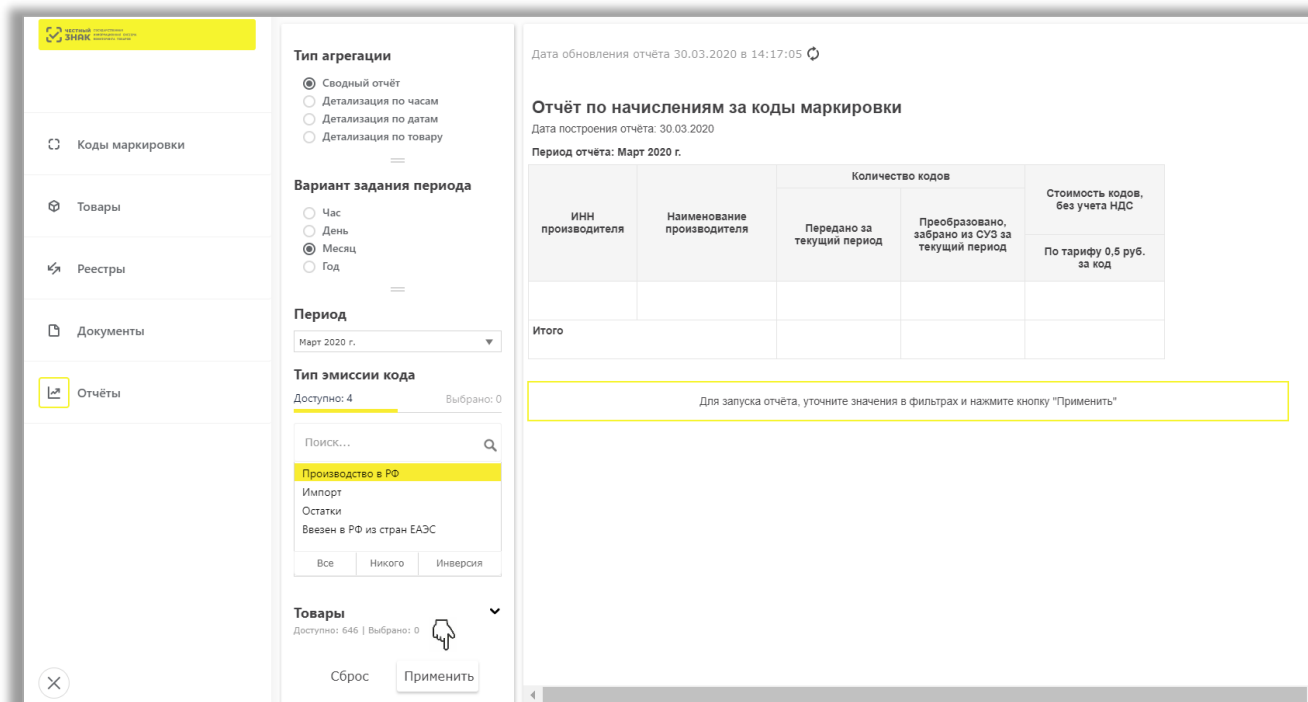 ЧЕСТНЫЙ
ЗНАК
Коды маркировки
Товары
Реестры
Документы
Отчёты
Тип агрегации
Сводный отчёт
Детализация по часам
Детализация по датам
Детализация по товару
Вариант задания периода
Час
День
Месяц
Год
Период
Март 2020 г.
Тип эмиссии кода
Доступно: 4
Выбрано: 0
Поиск...
Производство в РФ
Импорт
Остатки
Ввезен в РФ из стран ЕАЭС
Все Никого Инверсия
Товары
Доступно: 646 | Выбрано: 0
Сброс Применить
Дата обновления отчёта 30.03.2020 в 14:17:05
Отчёт по начислениям за коды маркировки
Дата построения отчёта: 30.03.2020
Период отчёта: Март 2020 г.
ИНН
производителя
Наименование
производителя
Количество кодов
Передано за
текущий период
Преобразовано,
забрано из СУЗ за
текущий период
Стоимость кодов,
без учета НДС
По тарифу 0,5 руб.
за код
Итого
Для запуска отчёта, уточните значения в фильтрах и нажмите кнопку "Применить"